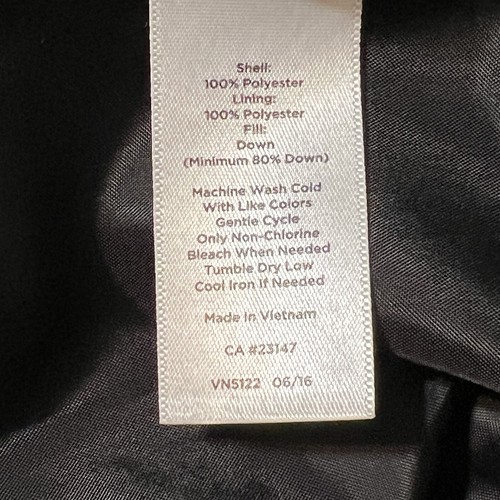 Shell:
100% Polyester
Lining:
100% Polyester
Fill:
Down
(Minimum 80% Down)
Machine Wash Cold
With Like Colors
Gentle Cycle
Only Non-Chlorine
Bleach When Needed
Tumble Dry Low
Cool Iron If Needed
Made In Vietnam
CA #23147
VN5122 06/16